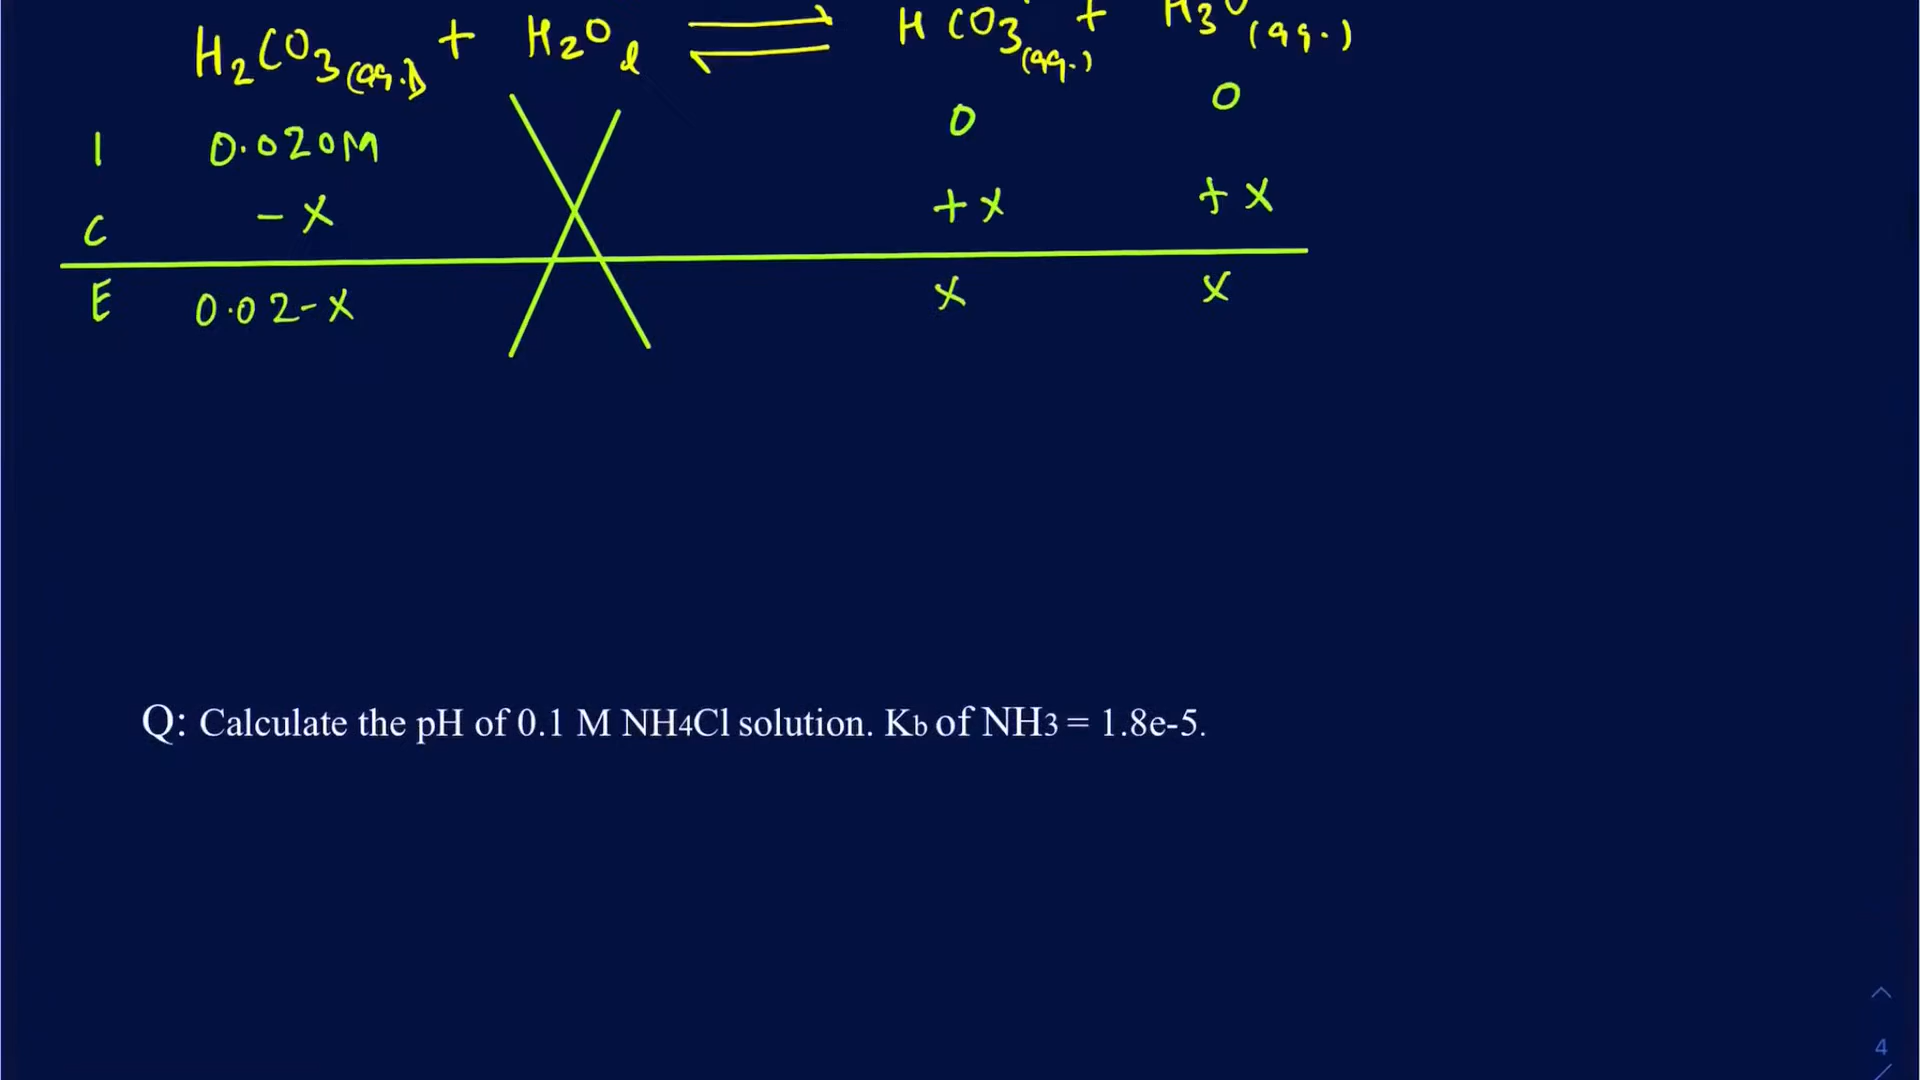 H2CO3(aq.) + H2Ol ⇌ HCO3(aq.) + H3O(aq.)
I 0.020M 0 0
C - x + x + x
E 0.02-x x x
Q: Calculate the pH of 0.1 M NH4Cl solution. Kb of NH3 = 1.8e-5.
4